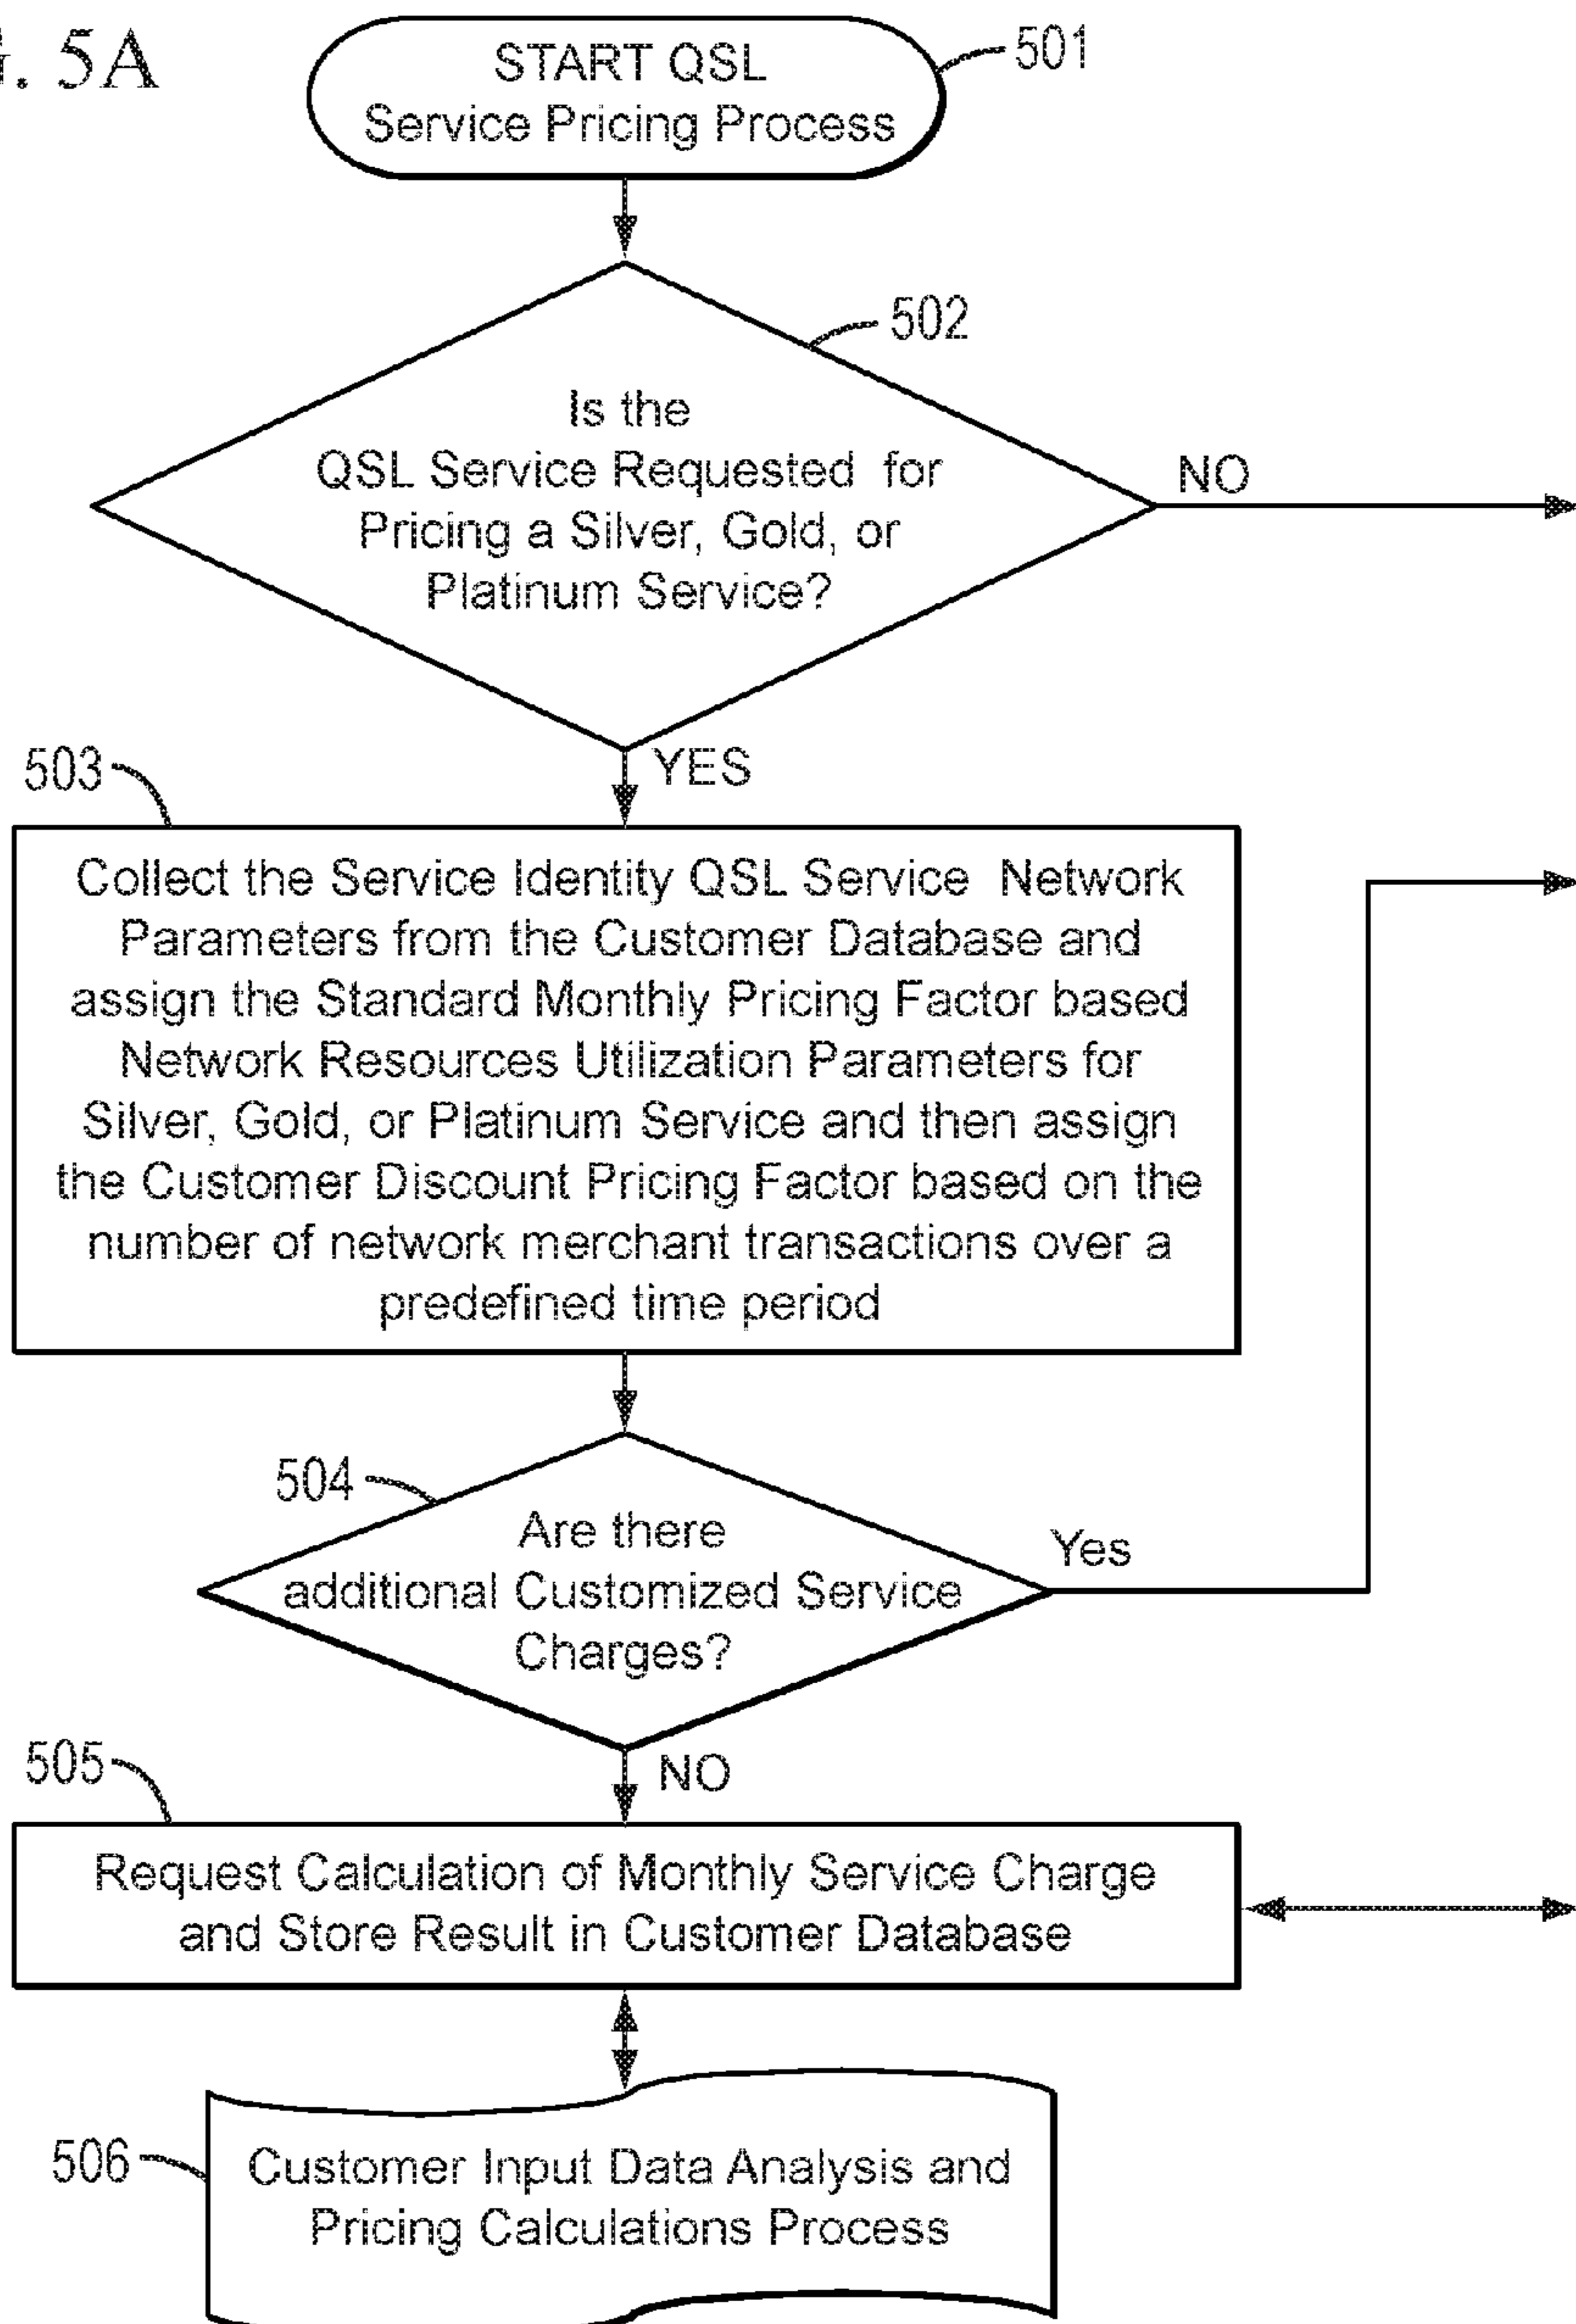 5A
START QSL
Service Pricing Process
501
502
Is the
QSL Service Requested for
Pricing a Silver, Gold, or
Platinum Service?
NO
YES
503
Collect the Service Identity QSL Service Network
Parameters from the Customer Database and
assign the Standard Monthly Pricing Factor based
Network Resources Utilization Parameters for
Silver, Gold, or Platinum Service and then assign
the Customer Discount Pricing Factor based on the
number of network merchant transactions over a
predefined time period
504
Are there
additional Customized Service
Charges?
Yes
NO
505
Request Calculation of Monthly Service Charge
and Store Result in Customer Database
506
Customer Input Data Analysis and
Pricing Calculations Process